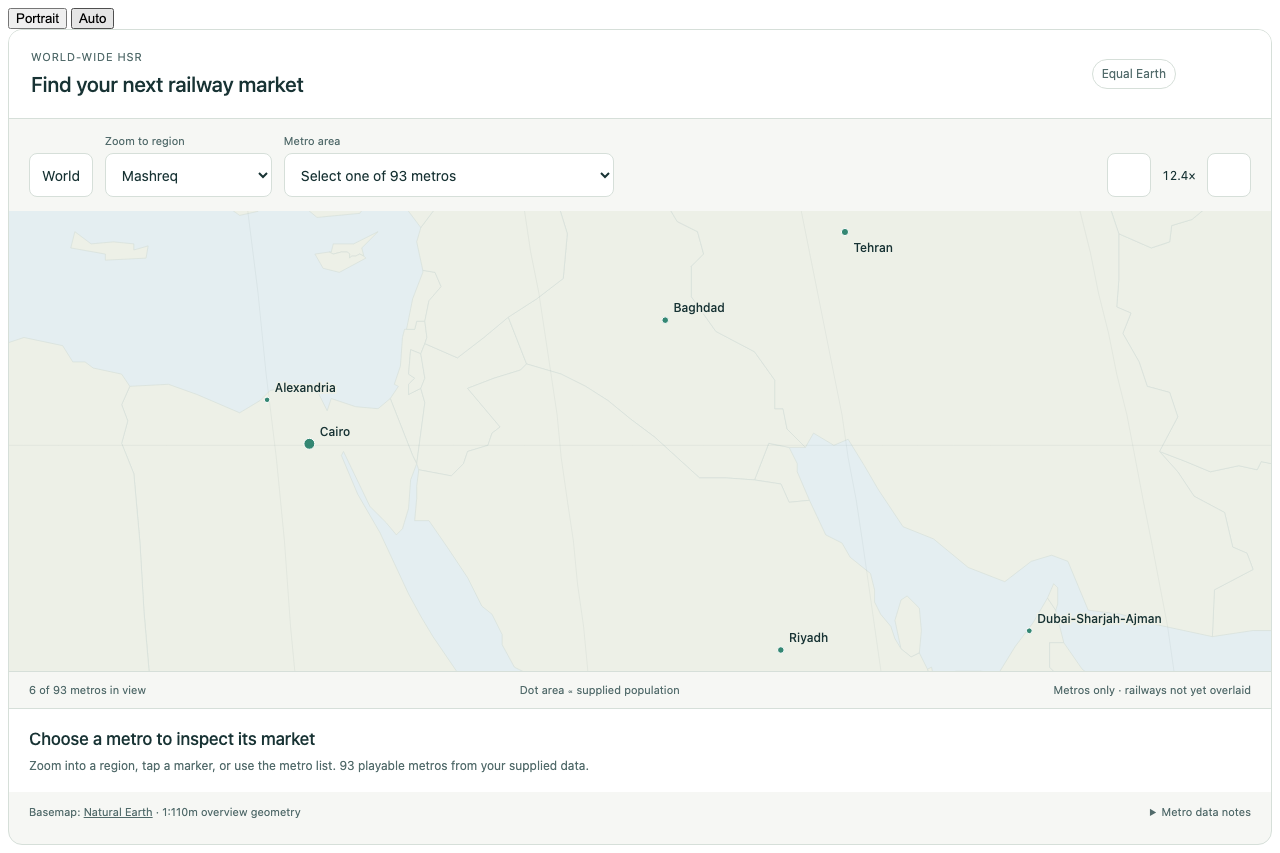 Portrait Auto
WORLD-WIDE HSR
Find your next railway market
Equal Earth
Zoom to region
Metro area
World
Mashreq
Select one of 93 metros
12.4×
Tehran
Baghdad
Alexandria
Cairo
Dubai-Sharjah-Ajman
Riyadh
6 of 93 metros in view
Dot area ∝ supplied population
Metros only · railways not yet overlaid
Choose a metro to inspect its market
Zoom into a region, tap a marker, or use the metro list. 93 playable metros from your supplied data.
Basemap: Natural Earth · 1:110m overview geometry
Metro data notes